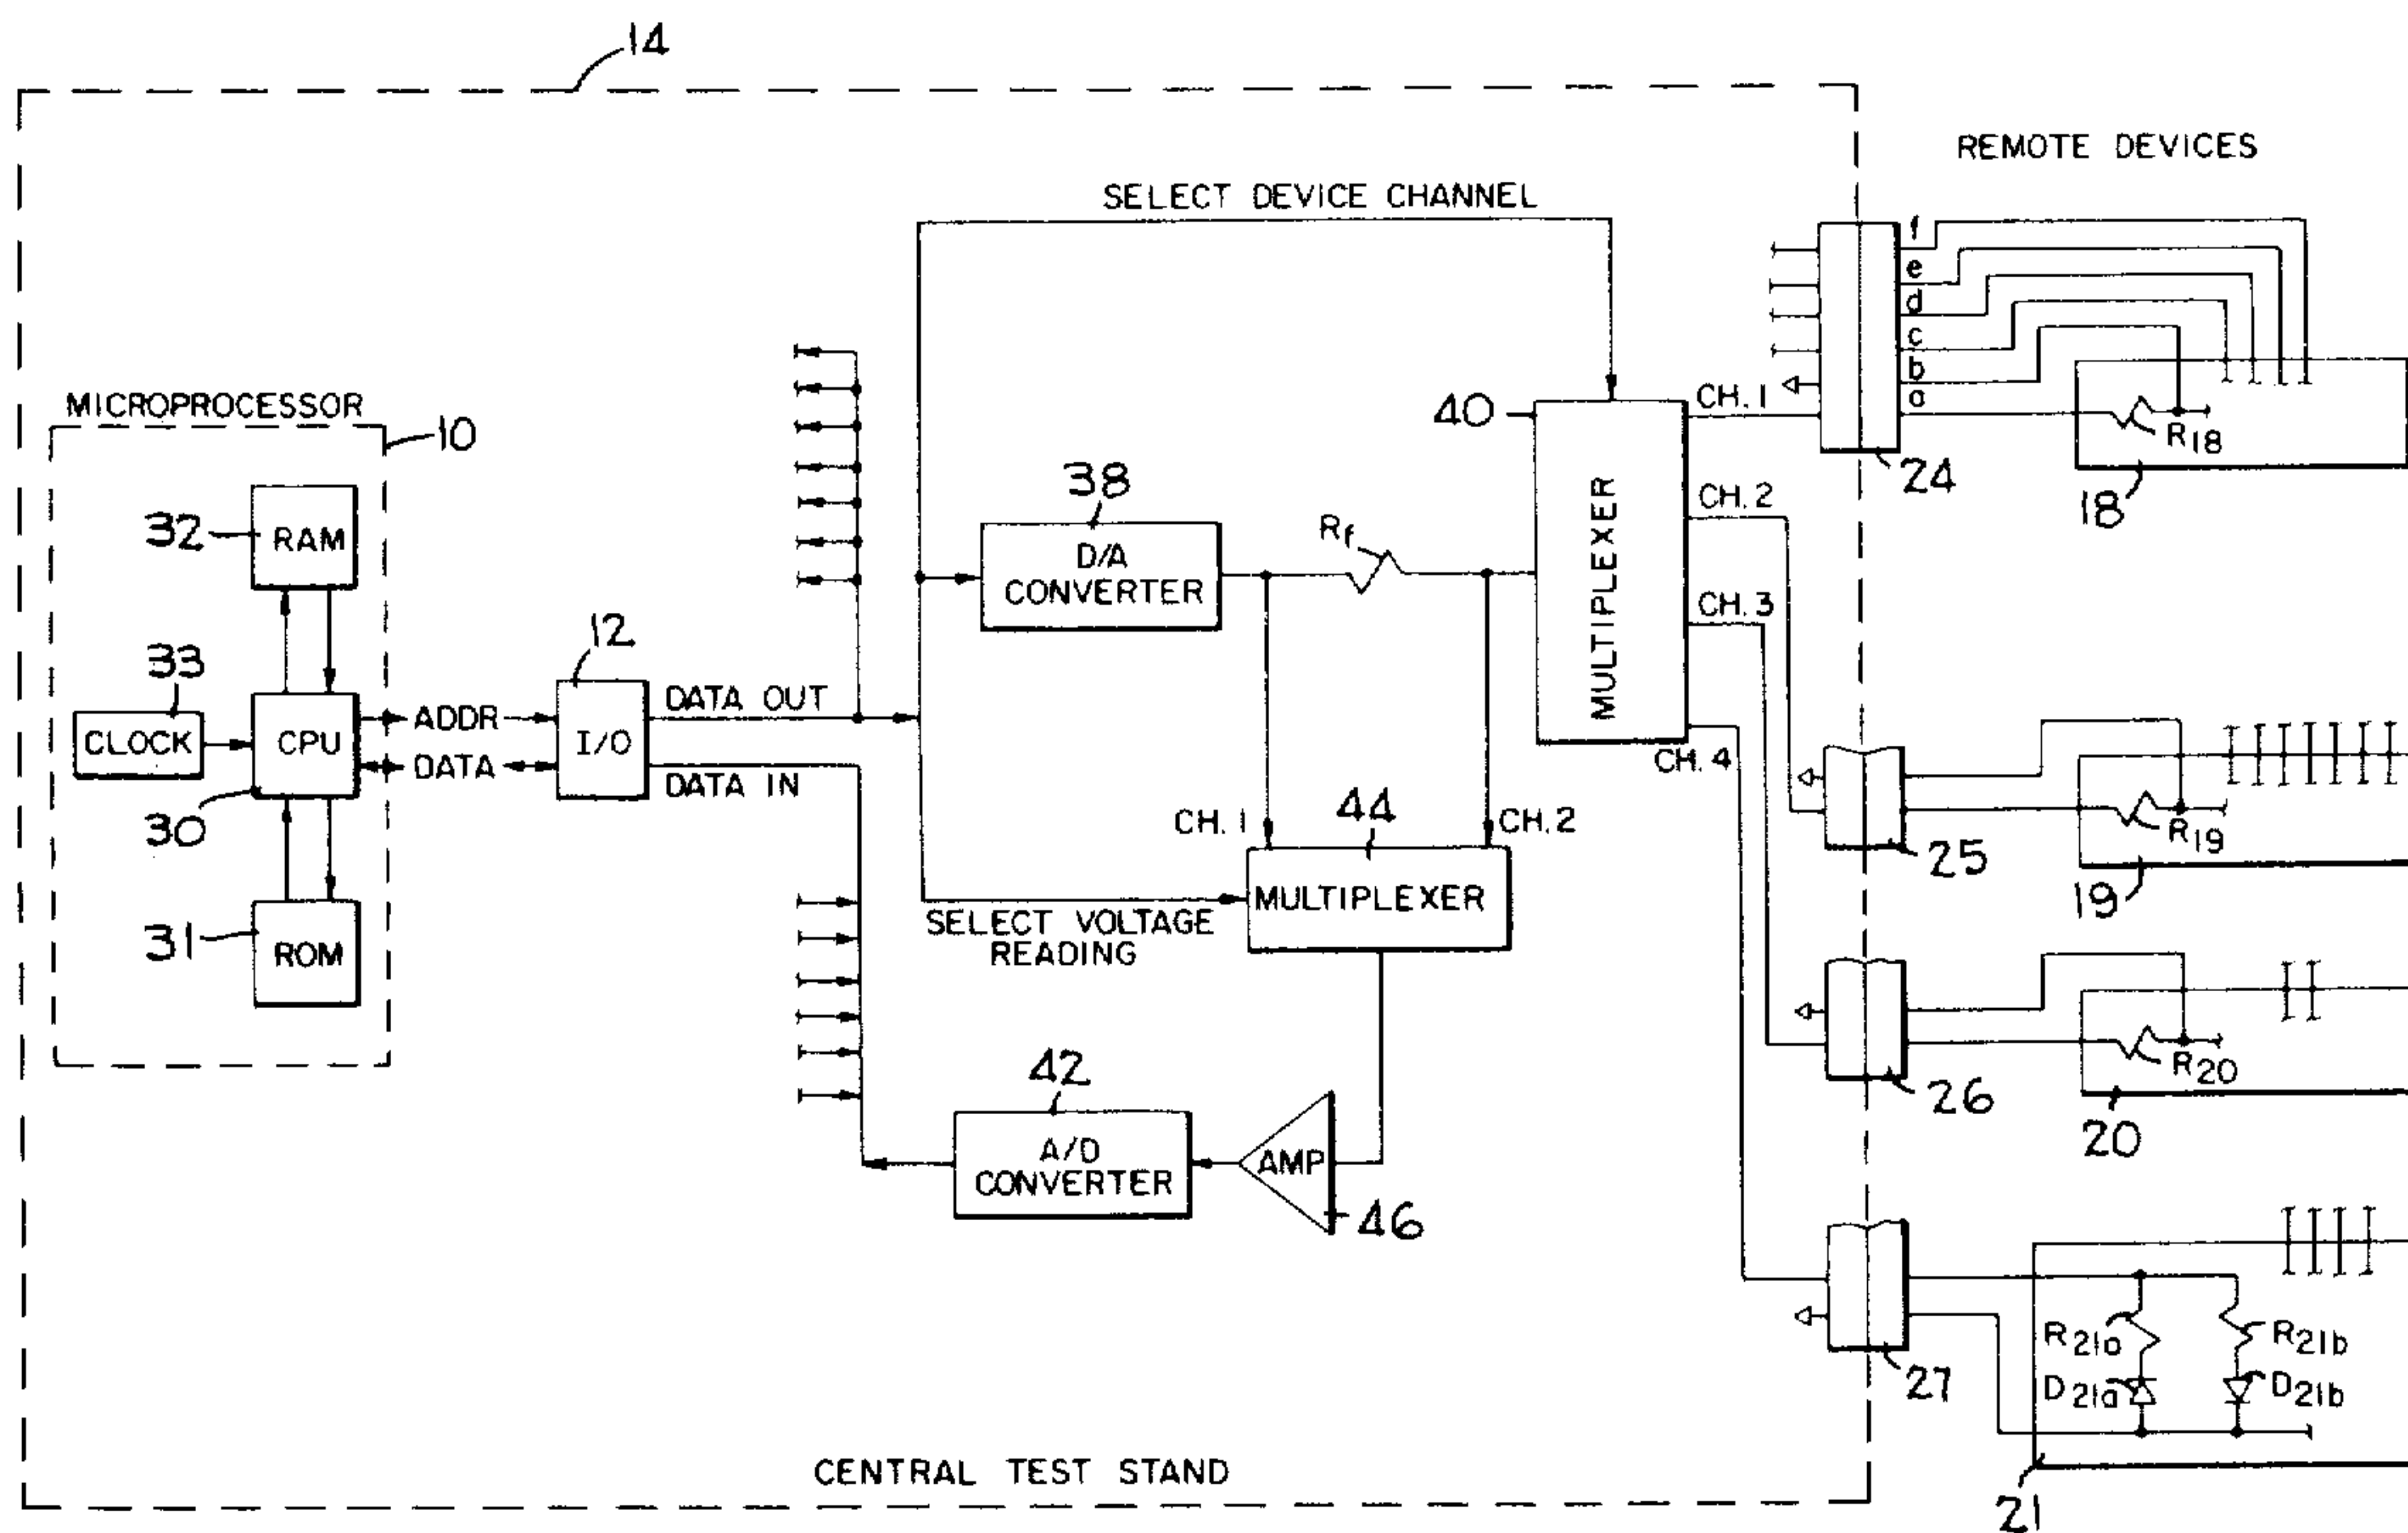 14
REMOTE DEVICES
SELECT DEVICE CHANNEL
f
e
d
c
b
a
MICROPROCESSOR
10
40
CH. 1
R18
24
18
32
RAM
38
D/A
CONVERTER
Rf
MULTIPLEXER
CH. 2
CH. 3
CH. 4
33
CLOCK
CPU
30
ADDR
DATA
12
I/O
DATA OUT
DATA IN
CH. 1
44
CH. 2
MULTIPLEXER
SELECT VOLTAGE
READING
31
ROM
25
R19
19
26
R20
20
42
A/D
CONVERTER
AMP
46
27
R21a
R21b
D21a
D21b
21
CENTRAL TEST STAND